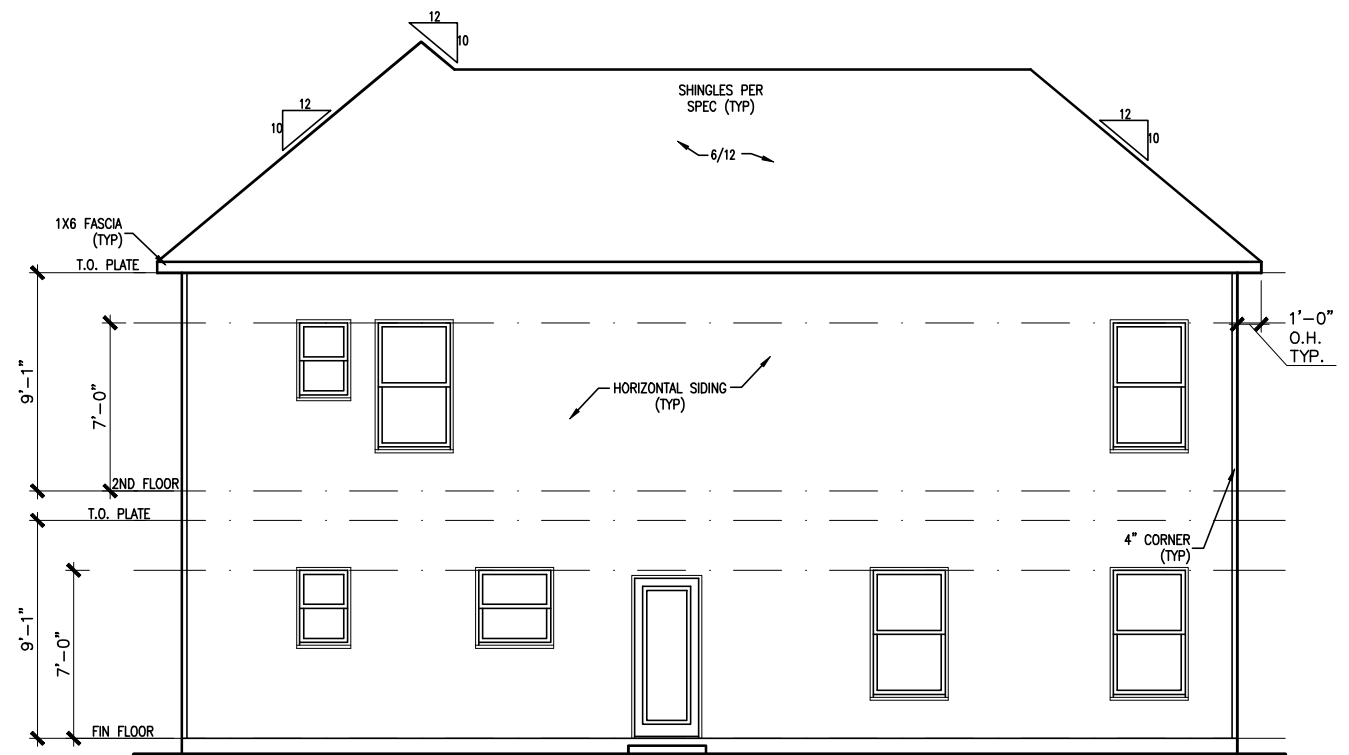 12
10
12
10
SHINGLES PER
SPEC (TYP)
12
10
6/12
1X6 FASCIA
(TYP)
T.O. PLATE
1'-0"
O.H.
TYP.
9'-1"
7'-0"
HORIZONTAL SIDING
(TYP)
2ND FLOOR
T.O. PLATE
4" CORNER
(TYP)
9'-1"
7'-0"
FIN FLOOR